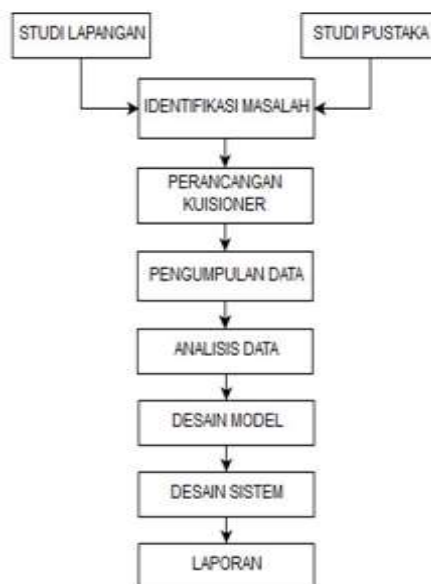 STUDI LAPANGAN
STUDI PUSTAKA
IDENTIFIKASI MASALAH
PERANCANGAN
KUISIONER
PENGUMPULAN DATA
ANALISIS DATA
DESAIN MODEL
DESAIN SISTEM
LAPORAN